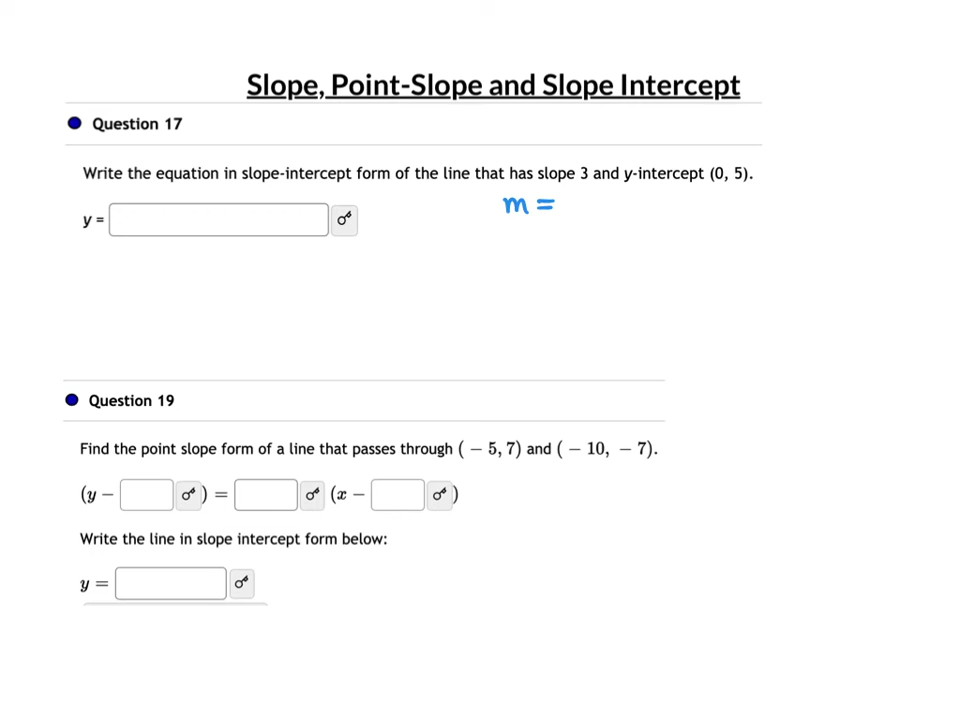 Slope, Point-Slope and Slope Intercept
Question 17
Write the equation in slope-intercept form of the line that has slope 3 and y-intercept (0, 5).
m =
y =
Question 19
Find the point slope form of a line that passes through ( − 5, 7) and ( − 10, − 7).
(y − ) = (x − )
Write the line in slope intercept form below:
y =